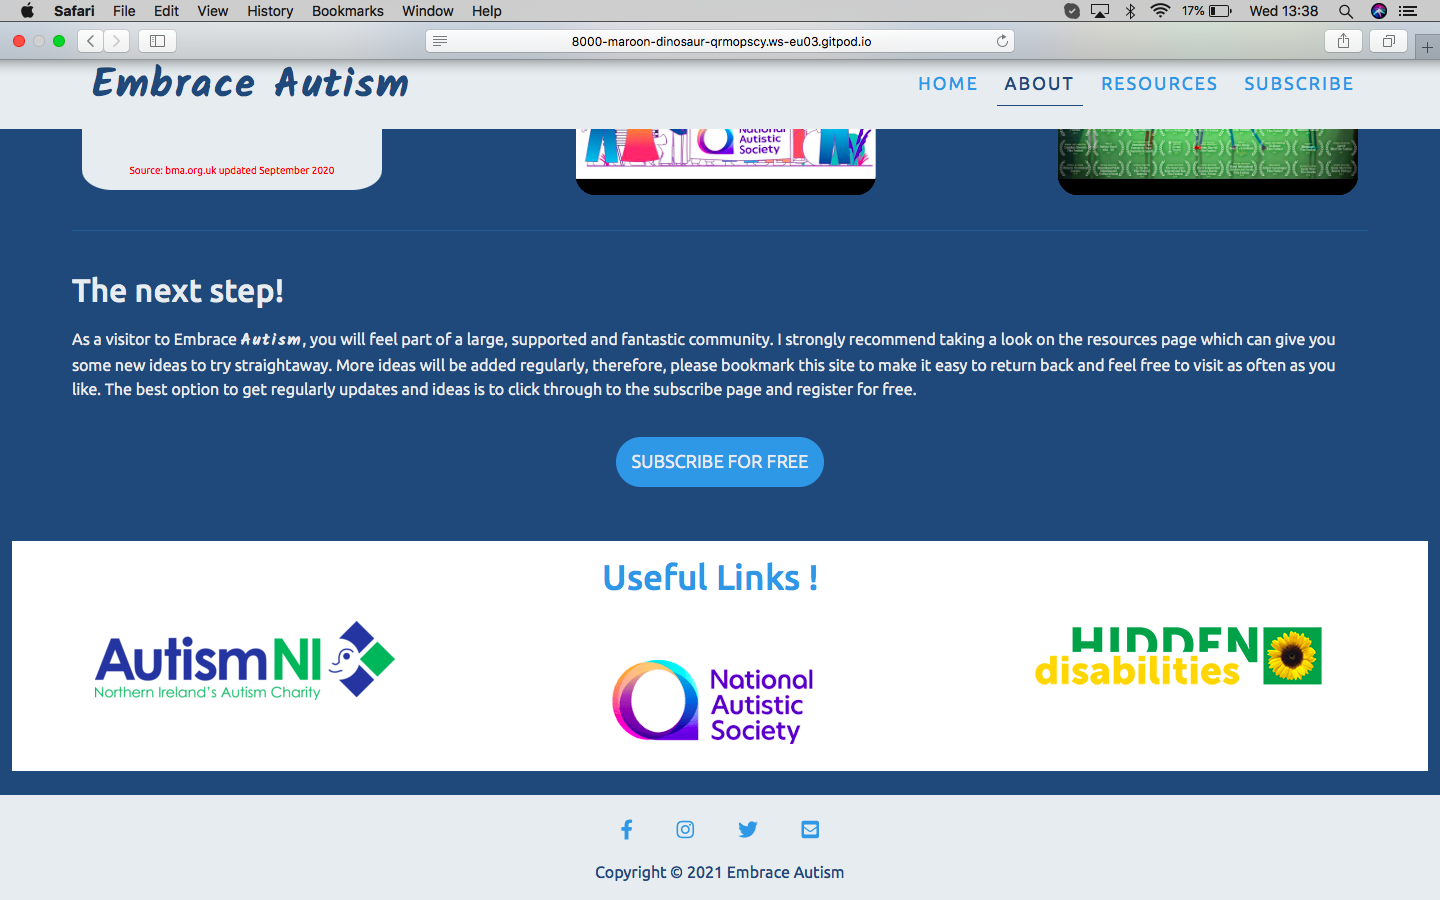 Safari File Edit View History Bookmarks Window Help 17% Wed 13:38
8000-maroon-dinosaur-qrmopscy.ws-eu03.gitpod.io
Embrace Autism HOME ABOUT RESOURCES SUBSCRIBE
National
Autistic
Society
Source: bma.org.uk updated September 2020
The next step!
As a visitor to Embrace Autism, you will feel part of a large, supported and fantastic community. I strongly recommend taking a look on the resources page which can give you
some new ideas to try straightaway. More ideas will be added regularly, therefore, please bookmark this site to make it easy to return back and feel free to visit as often as you
like. The best option to get regularly updates and ideas is to click through to the subscribe page and register for free.
SUBSCRIBE FOR FREE
Useful Links !
AutismNI
Northern Ireland's Autism Charity
National
Autistic
Society
HIDDEN
disabilities
Copyright © 2021 Embrace Autism